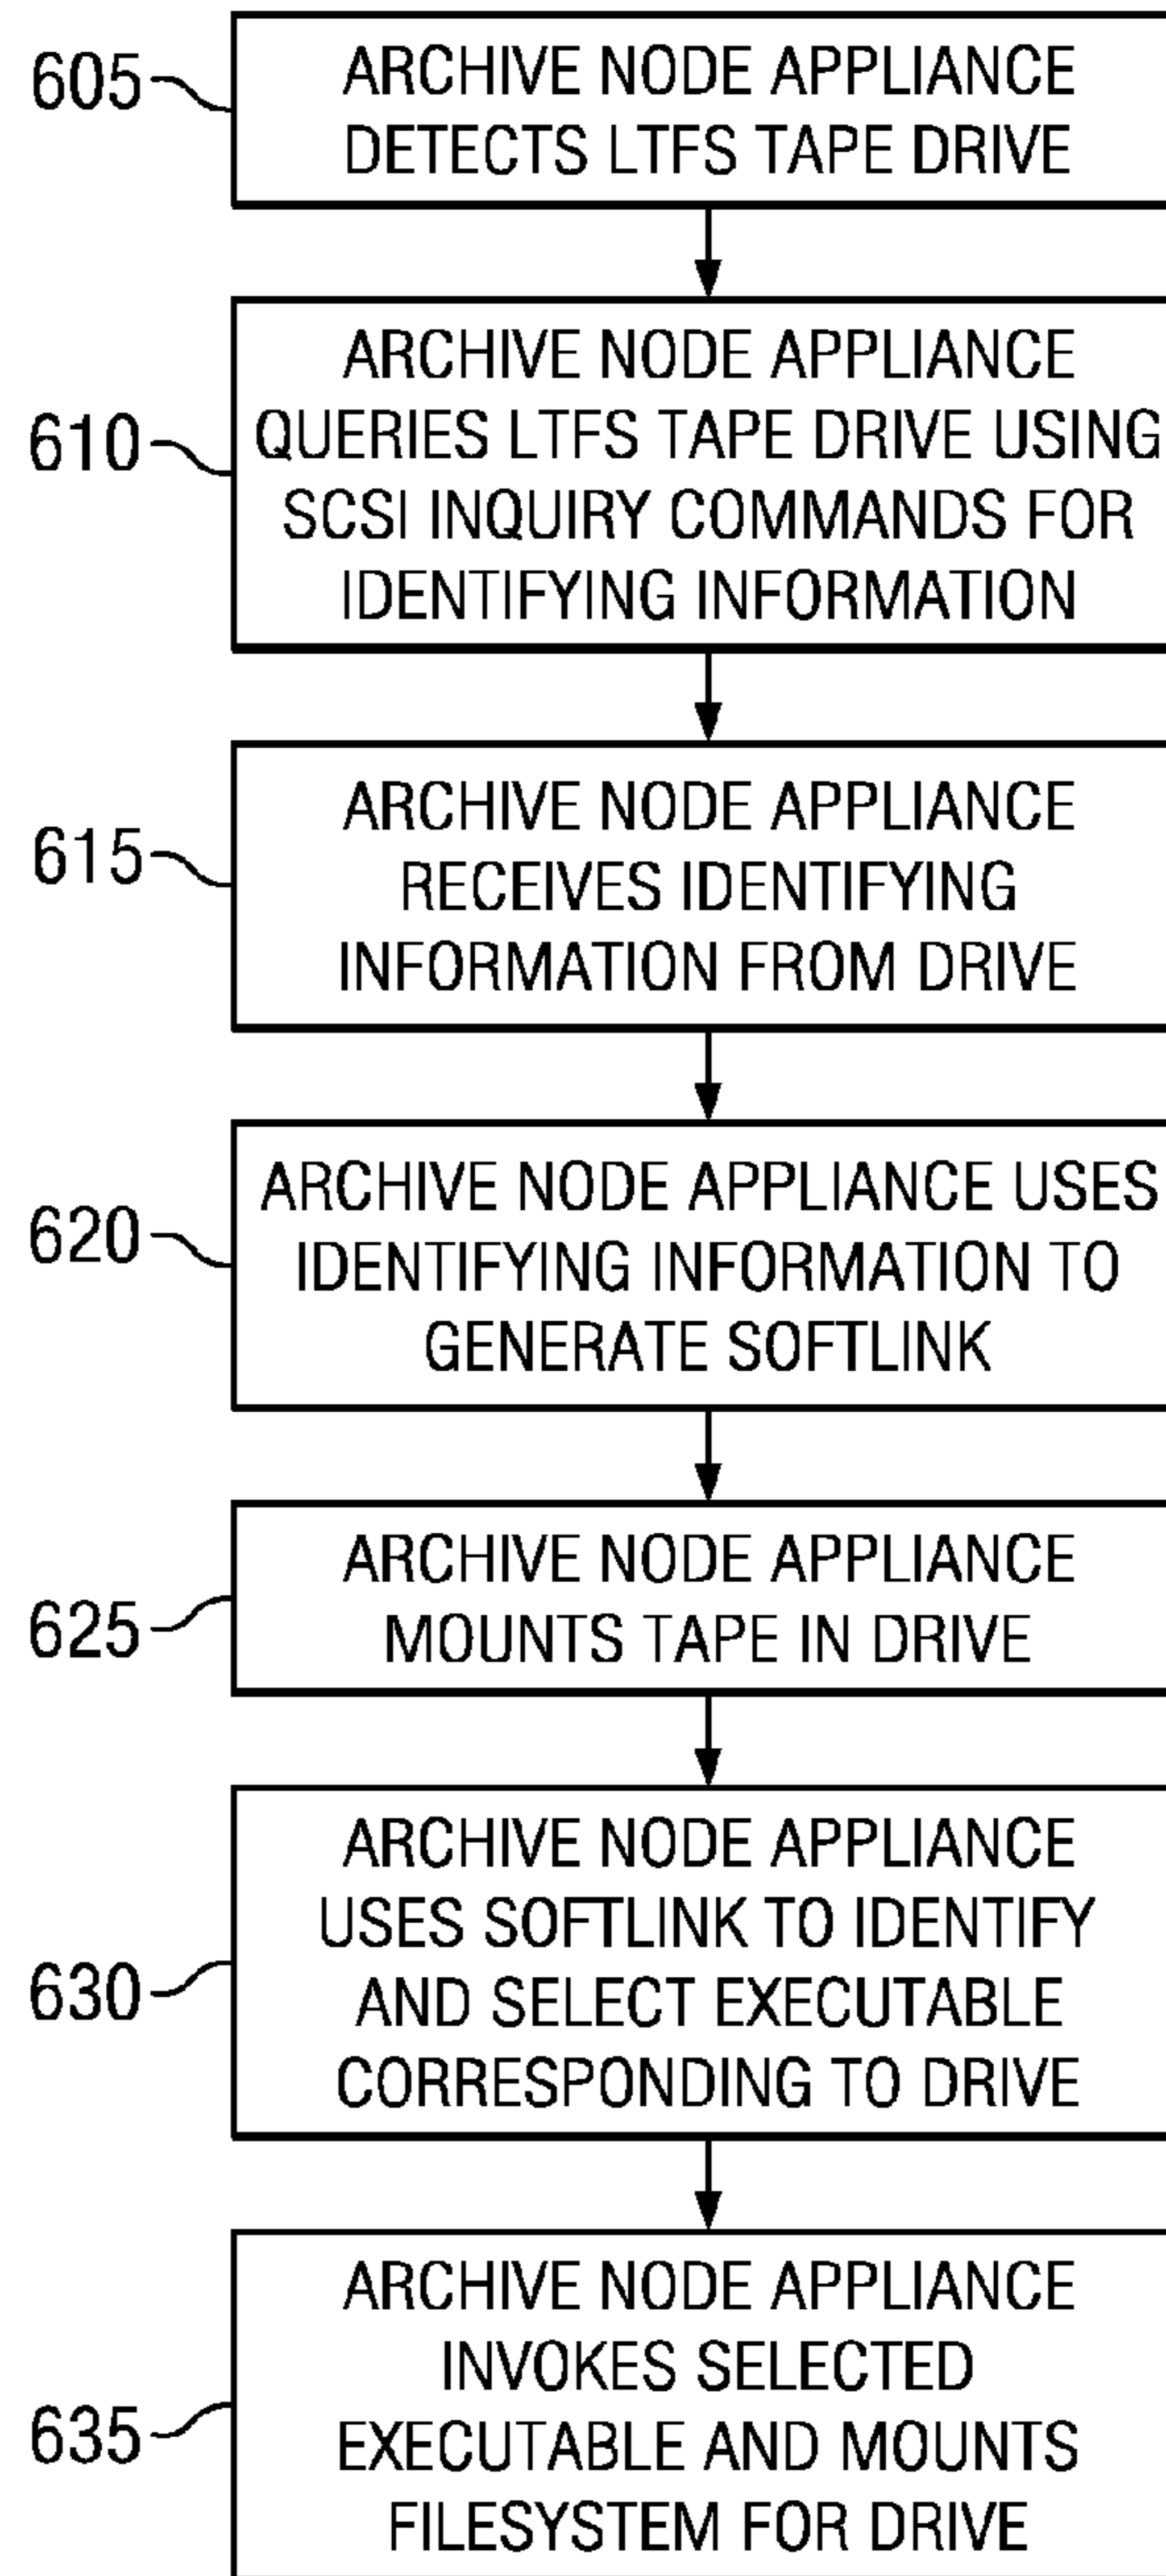 605
ARCHIVE NODE APPLIANCE
DETECTS LTFS TAPE DRIVE
610
ARCHIVE NODE APPLIANCE
QUERIES LTFS TAPE DRIVE USING
SCSI INQUIRY COMMANDS FOR
IDENTIFYING INFORMATION
615
ARCHIVE NODE APPLIANCE
RECEIVES IDENTIFYING
INFORMATION FROM DRIVE
620
ARCHIVE NODE APPLIANCE USES
IDENTIFYING INFORMATION TO
GENERATE SOFTLINK
625
ARCHIVE NODE APPLIANCE
MOUNTS TAPE IN DRIVE
630
ARCHIVE NODE APPLIANCE
USES SOFTLINK TO IDENTIFY
AND SELECT EXECUTABLE
CORRESPONDING TO DRIVE
635
ARCHIVE NODE APPLIANCE
INVOKES SELECTED
EXECUTABLE AND MOUNTS
FILESYSTEM FOR DRIVE